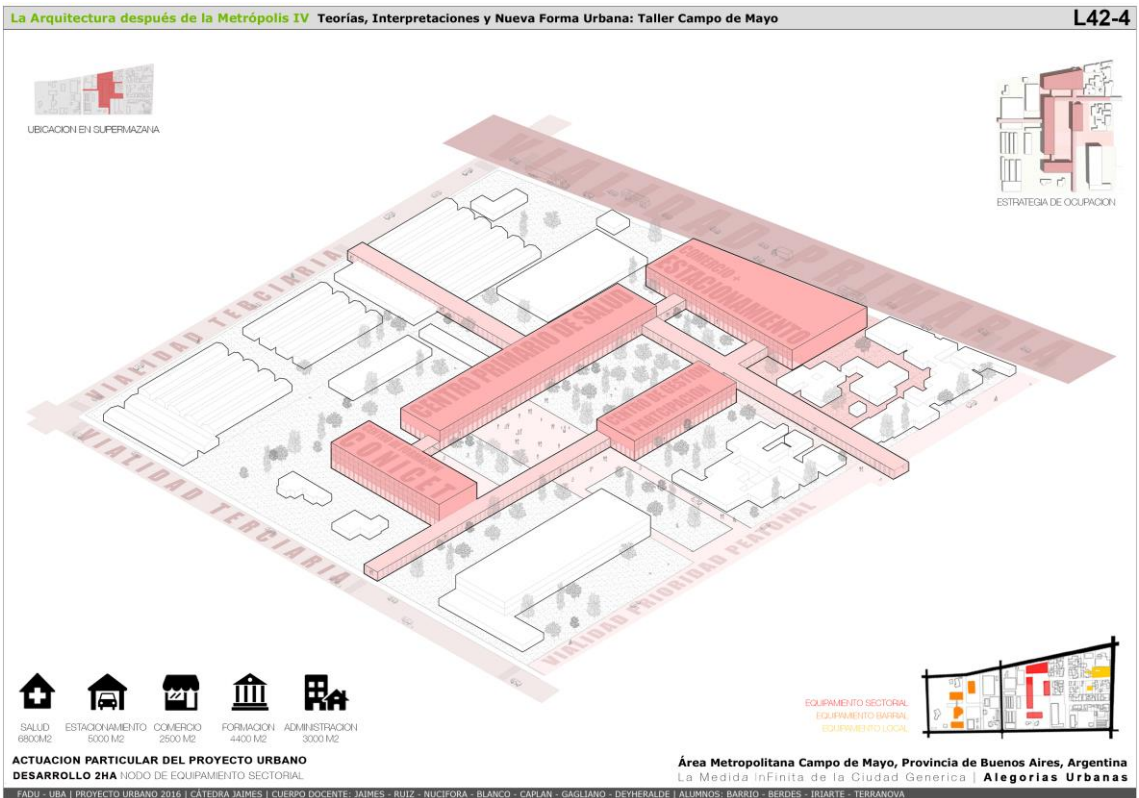 La Arquitectura después de la Metrópolis IV Teorías, Interpretaciones y Nueva Forma Urbana: Taller Campo de Mayo
L42-4
UBICACION EN SUPERMAZANA
ESTRATEGIA DE OCUPACION
VIALIDAD PRIMARIA
VIALIDAD TERCIARIA
COMERCIO +
ESTACIONAMIENTO
CENTRO PRIMARIO DE SALUD
CENTRO DE GESTION
Y PARTCUPACION
CONICET
VIAZIDAD TERCIARIA
VIALIDAD PRIORIDAD PEATONAL
SALUD
6800M2
ESTACIONAMIENTO
5000 M2
COMERCIO
2500 M2
FORMACION
4400 M2
ADMINISTRACION
3000 M2
EQUIPAMIENTO SECTORIAL
EQUIPAMIENTO BARRIAL
EQUIPAMIENTO LOCAL
ACTUACION PARTICULAR DEL PROYECTO URBANO
DESARROLLO 2HA NODO DE EQUIPAMIENTO SECTORIAL
Área Metropolitana Campo de Mayo, Provincia de Buenos Aires, Argentina
La Medida InFinita de la Ciudad Generica | Alegorias Urbanas
FADU - UBA | PROYECTO URBANO 2016 | CÁTEDRA JAIMES | CUERPO DOCENTE: JAIMES - RUIZ - NUCIFORA - BLANCO - CAPLAN - GAGLIANO - DEYHERALDE | ALUMNOS: BARRIO - BERDES - IRIARTE - TERRANOVA